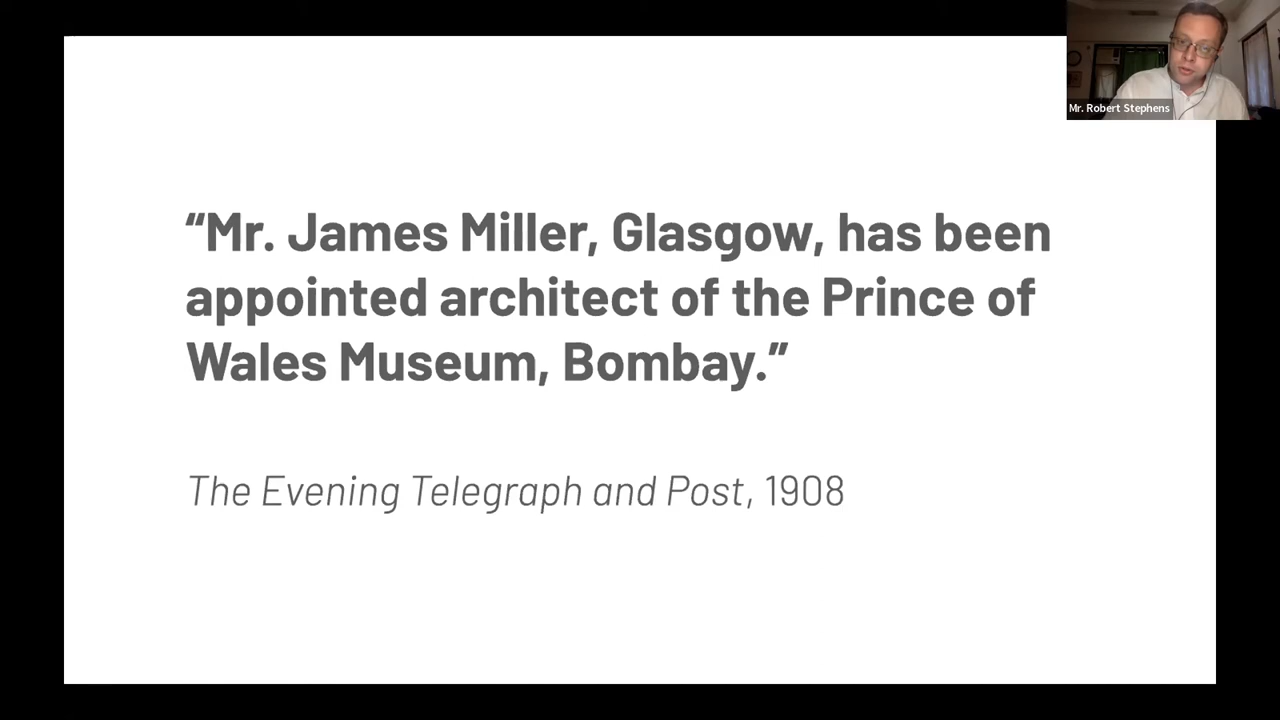 Mr. Robert Stephens
“Mr. James Miller, Glasgow, has been
appointed architect of the Prince of
Wales Museum, Bombay.”
The Evening Telegraph and Post, 1908